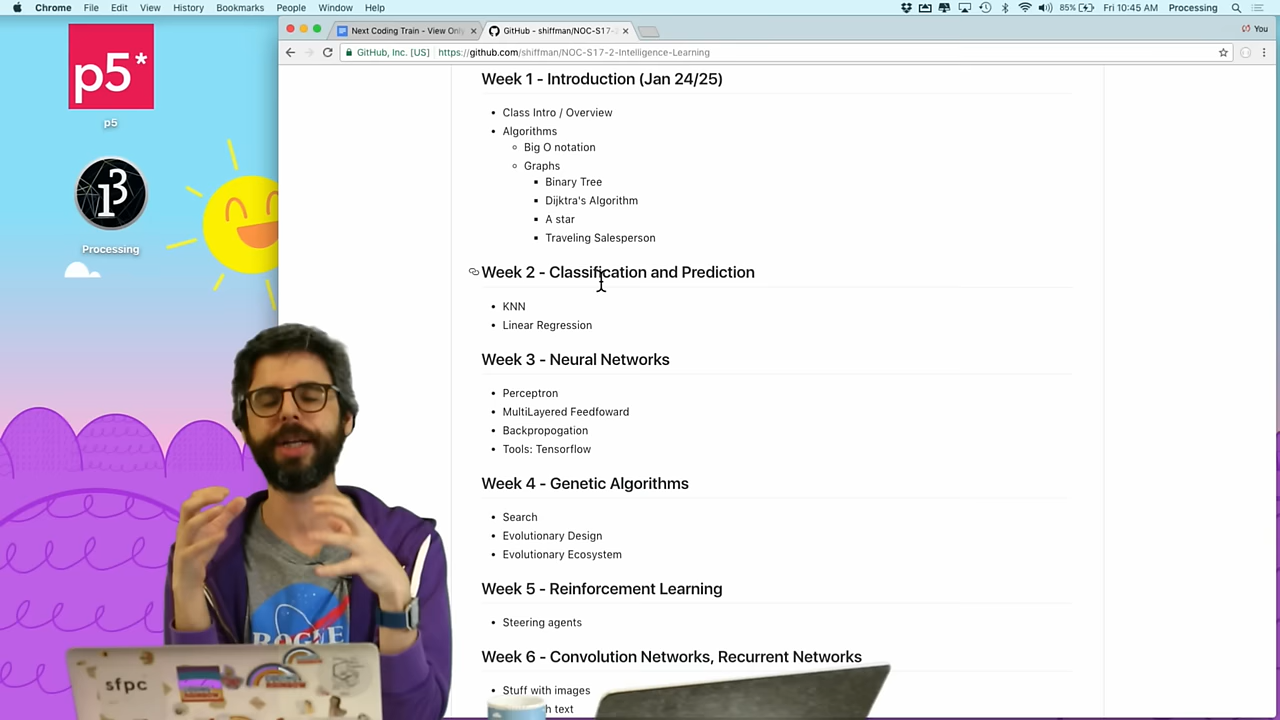 Chrome File Edit View History Bookmarks People Window Help 85% Fri 10:45 AM Processing
Next Coding Train - View Only GitHub - shiffman/NOC-S17-2- You
GitHub, Inc. [US] https://github.com/shiffman/NOC-S17-2-Intelligence-Learning
p5*
p5
Processing
Week 1 - Introduction (Jan 24/25)
Class Intro / Overview
Algorithms
Big O notation
Graphs
Binary Tree
Dijktra's Algorithm
A star
Traveling Salesperson
Week 2 - Classification and Prediction
KNN
Linear Regression
Week 3 - Neural Networks
Perceptron
MultiLayered Feedfoward
Backpropogation
Tools: Tensorflow
Week 4 - Genetic Algorithms
Search
Evolutionary Design
Evolutionary Ecosystem
Week 5 - Reinforcement Learning
Steering agents
Week 6 - Convolution Networks, Recurrent Networks
Stuff with images
text
ROGUE
sfpc